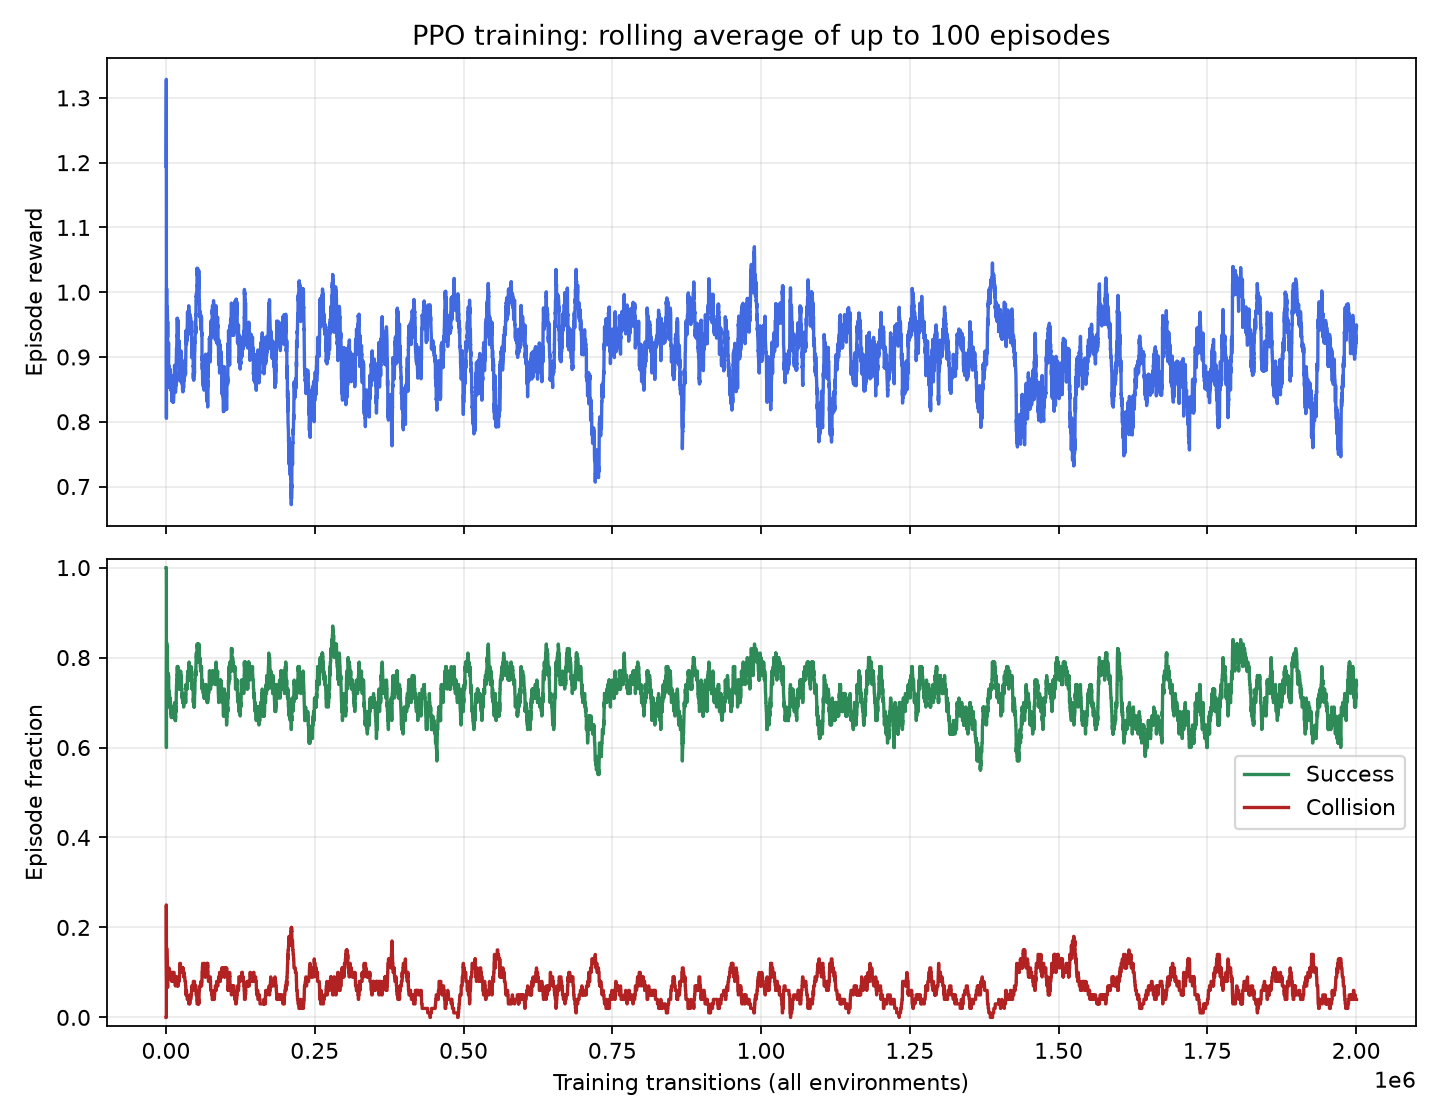 PPO training: rolling average of up to 100 episodes
Episode reward
1.3
1.2
1.1
1.0
0.9
0.8
0.7
Episode fraction
1.0
0.8
0.6
0.4
0.2
0.0
Success
Collision
0.00 0.25 0.50 0.75 1.00 1.25 1.50 1.75 2.00
Training transitions (all environments)
1e6